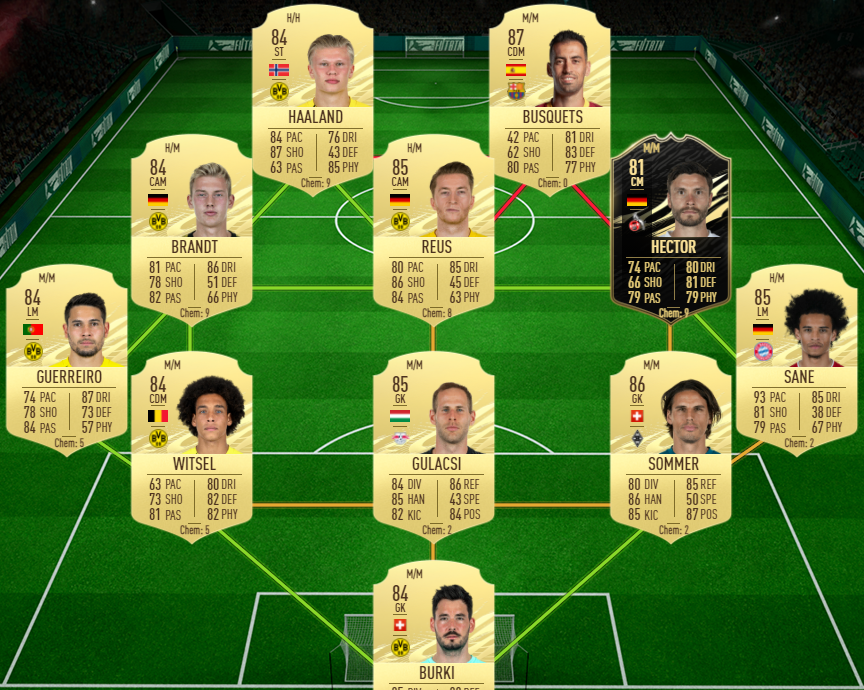 FUTBIN
H/H
84
ST
HAALAND
84 PAC 76 DRI
87 SHO 43 DEF
63 PAS 85 PHY
Chem: 9
M/M
87
CDM
BUSQUETS
42 PAC 81 DRI
62 SHO 83 DEF
80 PAS 77 PHY
Chem: 0
H/M
84
CAM
BRANDT
81 PAC 86 DRI
78 SHO 51 DEF
82 PAS 66 PHY
Chem: 9
H/M
85
CAM
REUS
80 PAC 85 DRI
86 SHO 45 DEF
84 PAS 63 PHY
Chem: 8
M/M
81
CM
HECTOR
74 PAC 80 DRI
66 SHO 81 DEF
79 PAS 79 PHY
Chem: 9
M/M
84
LM
GUERREIRO
74 PAC 87 DRI
78 SHO 73 DEF
84 PAS 57 PHY
Chem: 5
M/M
84
CDM
WITSEL
63 PAC 80 DRI
73 SHO 82 DEF
81 PAS 82 PHY
Chem: 5
M/M
85
GK
GULACSI
84 DIV 86 REF
85 HAN 43 SPE
82 KIC 84 POS
Chem: 2
M/M
86
GK
SOMMER
80 DIV 85 REF
86 HAN 50 SPE
85 KIC 87 POS
Chem: 2
H/M
85
LM
SANE
93 PAC 85 DRI
81 SHO 38 DEF
79 PAS 67 PHY
Chem: 2
M/M
84
GK
BURKI